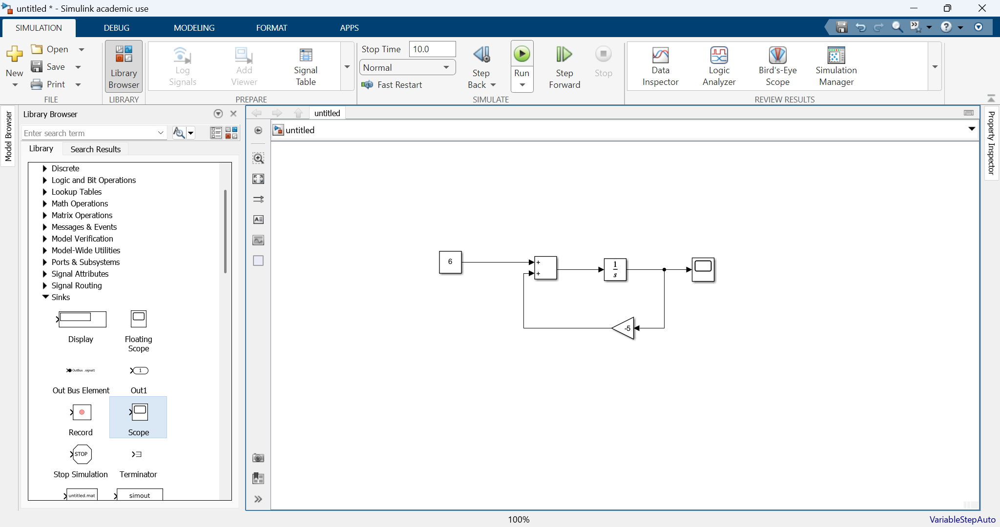 untitled * - Simulink academic use
SIMULATION
DEBUG
MODELING
FORMAT
APPS
New
Open
Save
Print
FILE
Library
Browser
LIBRARY
Log
Signals
Add
Viewer
Signal
Table
PREPARE
Stop Time
10.0
Normal
Fast Restart
Step
Back
Run
Step
Forward
Stop
SIMULATE
Data
Inspector
Logic
Analyzer
Bird's-Eye
Scope
Simulation
Manager
REVIEW RESULTS
Model Browser
Library Browser
Enter search term
Library
Search Results
Discrete
Logic and Bit Operations
Lookup Tables
Math Operations
Matrix Operations
Messages & Events
Model Verification
Model-Wide Utilities
Ports & Subsystems
Signal Attributes
Signal Routing
Sinks
Display
Floating
Scope
OutBus . signal1
1
Out Bus Element
Out1
Record
Scope
STOP
Stop Simulation
Terminator
untitled.mat
simout
untitled
untitled
6
+
+
1
s
-5
Property Inspector
100%
VariableStepAuto